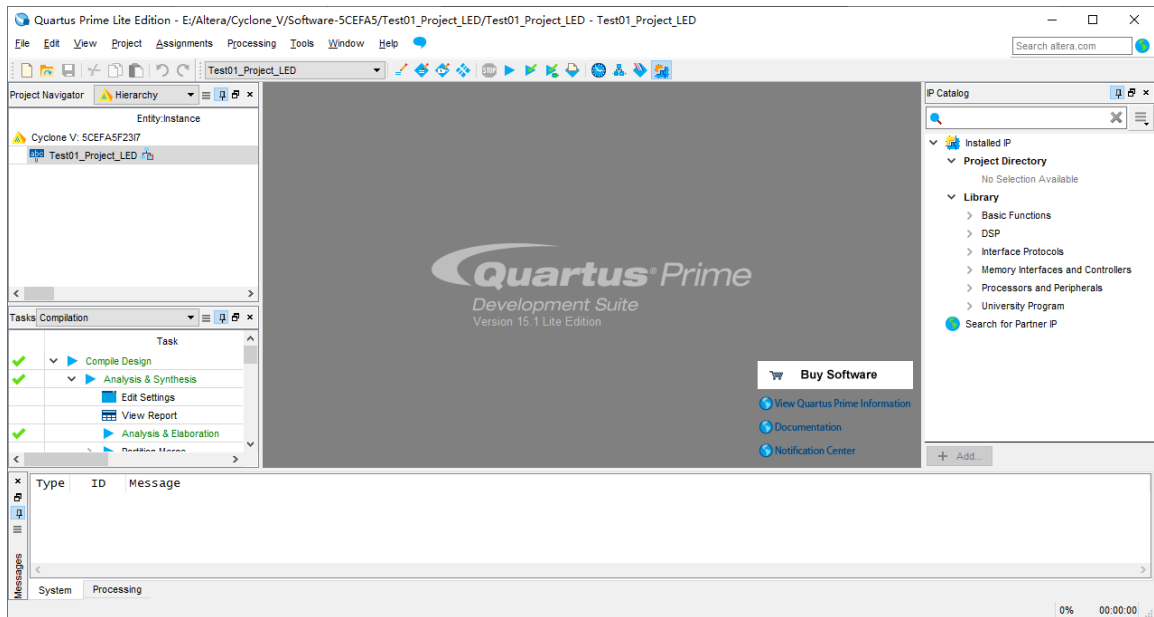 Quartus Prime Lite Edition - E:/Altera/Cyclone_V/Software-5CEFA5/Test01_Project_LED/Test01_Project_LED - Test01_Project_LED
File Edit View Project Assignments Processing Tools Window Help
Search altera.com
Test01_Project_LED
STOP
Project Navigator Hierarchy
Entity:Instance
Cyclone V: 5CEFA5F23I7
abd Test01_Project_LED
Tasks Compilation
Task
Compile Design
Analysis & Synthesis
Edit Settings
View Report
Analysis & Elaboration
Partition Merge
Quartus® Prime
Development Suite
Version 15.1 Lite Edition
Buy Software
View Quartus Prime Information
Documentation
Notification Center
IP Catalog
Installed IP
Project Directory
No Selection Available
Library
Basic Functions
DSP
Interface Protocols
Memory Interfaces and Controllers
Processors and Peripherals
University Program
Search for Partner IP
+ Add...
Type ID Message
Messages
System Processing
0% 00:00:00